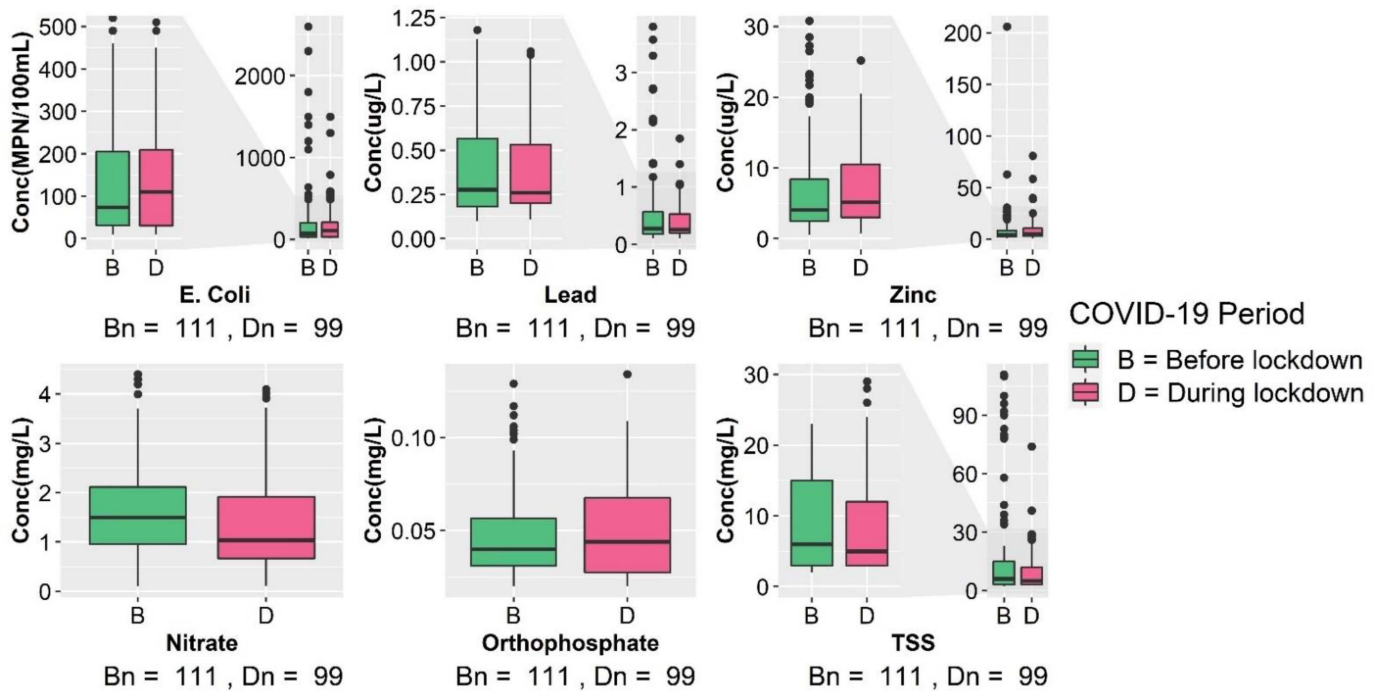 500
400
300
200
100
0
Conc(MPN/100mL)
B D
2000
1000
0
B D
E. Coli
Bn = 111 , Dn = 99
1.25
1.00
0.75
0.50
0.25
0.00
Conc(ug/L)
B D
3
2
1
0
B D
Lead
Bn = 111 , Dn = 99
30
20
10
0
Conc(ug/L)
B D
200
150
100
50
0
B D
Zinc
Bn = 111 , Dn = 99
COVID-19 Period
B = Before lockdown
D = During lockdown
4
3
2
1
0
Conc(mg/L)
B D
Nitrate
Bn = 111 , Dn = 99
0.10
0.05
Conc(mg/L)
B D
Orthophosphate
Bn = 111 , Dn = 99
30
20
10
0
Conc(mg/L)
B D
90
60
30
0
B D
TSS
Bn = 111 , Dn = 99